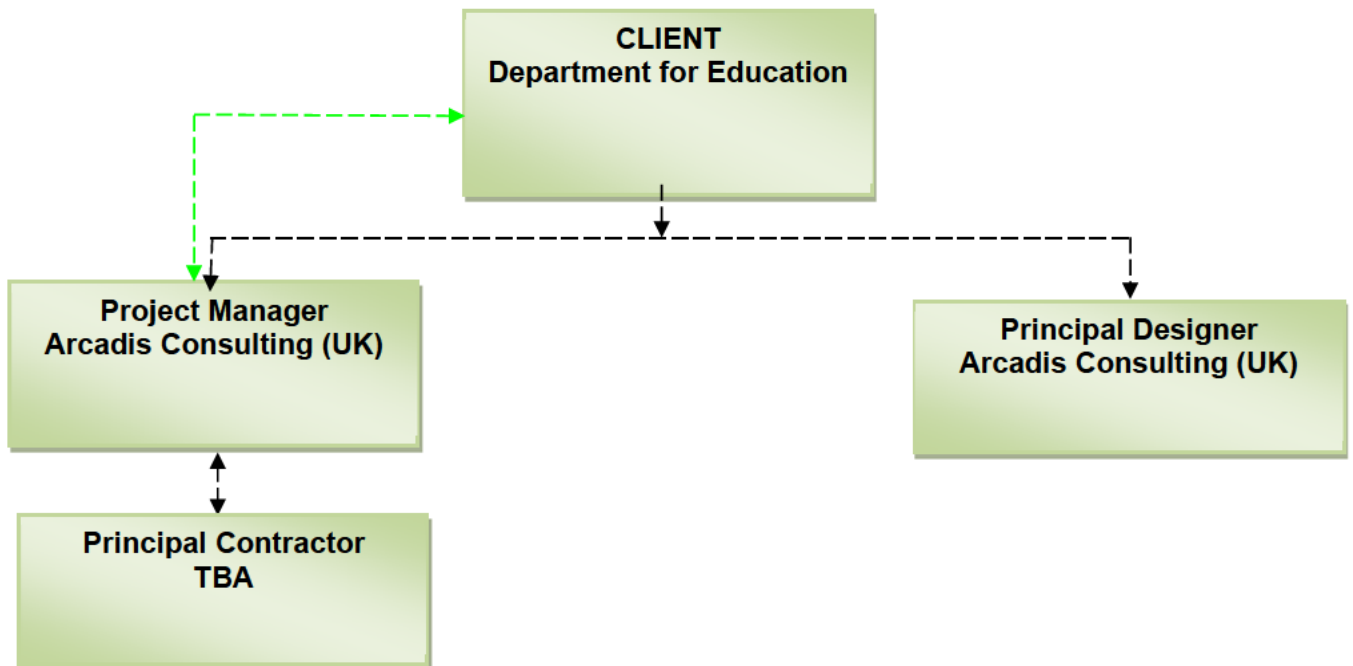 CLIENT
Department for Education
Project Manager
Arcadis Consulting (UK)
Principal Designer
Arcadis Consulting (UK)
Principal Contractor
TBA